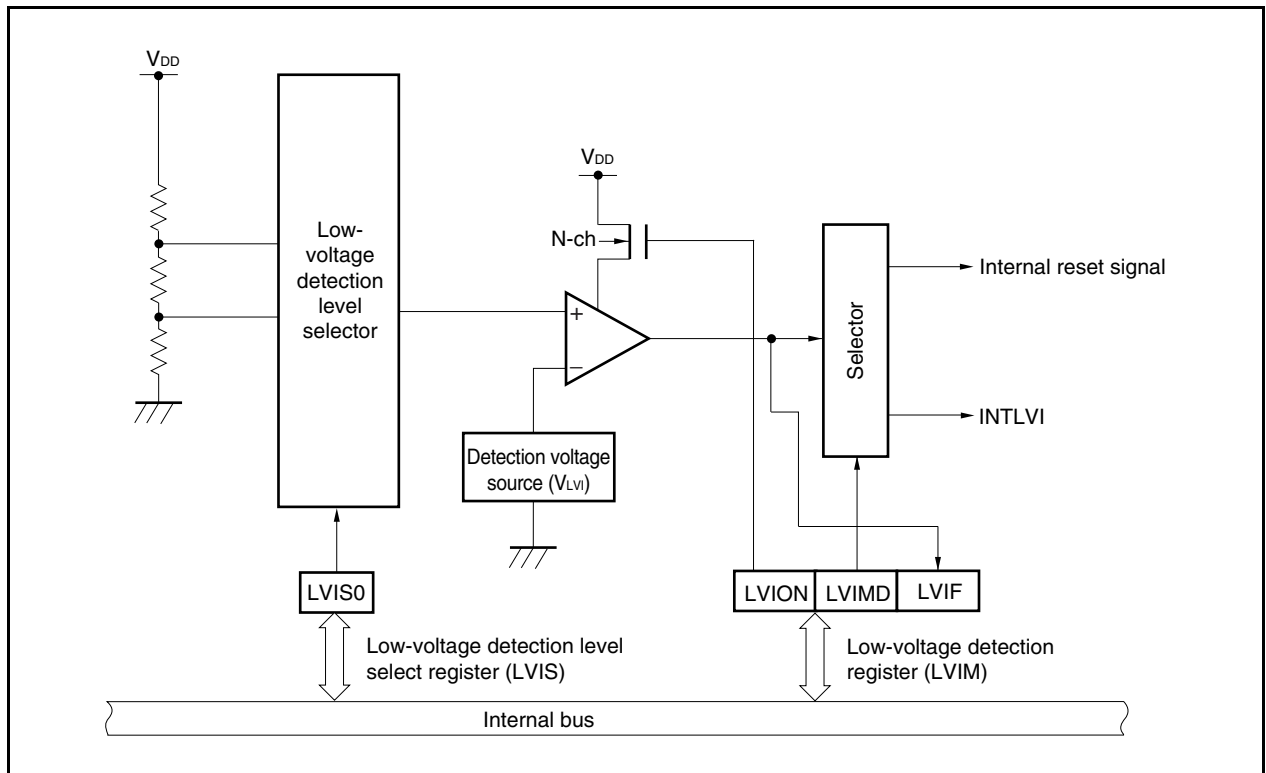 VDD
Low-
voltage
detection
level
selector
VDD
N-ch
+
−
Detection voltage
source (VLVI)
Selector
Internal reset signal
INTLVI
LVIS0
LVION LVIMD LVIF
Low-voltage detection level
select register (LVIS)
Low-voltage detection
register (LVIM)
Internal bus